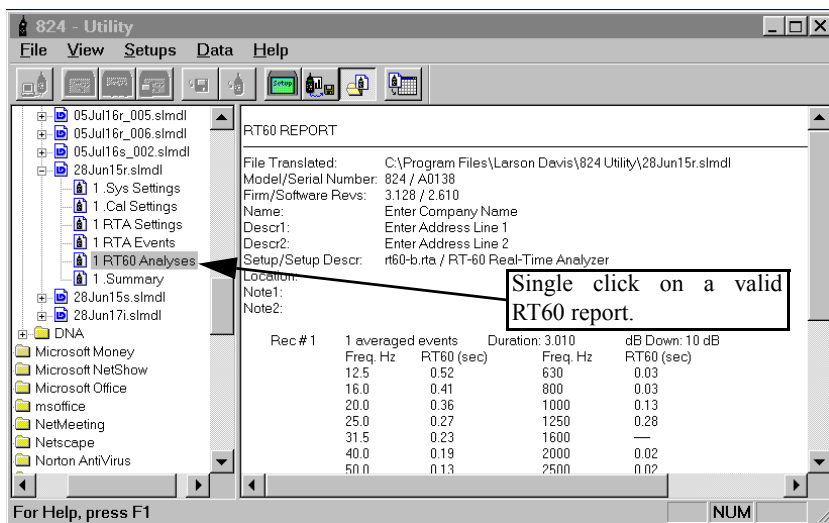 824 - Utility
File View Setups Data Help
Setup
05Jul16r_005.slmdl
05Jul16r_006.slmdl
05Jul16s_002.slmdl
28Jun15r.slmdl
1 .Sys Settings
1 .Cal Settings
1 RTA Settings
1 RTA Events
1 RT60 Analyses
1 .Summary
28Jun15s.slmdl
28Jun17i.slmdl
DNA
Microsoft Money
Microsoft NetShow
Microsoft Office
msoffice
NetMeeting
Netscape
Norton AntiVirus
RT60 REPORT
File Translated: C:\Program Files\Larson Davis\824 Utility\28Jun15r.slmdl
Model/Serial Number: 824 / A0138
Firm/Software Revs: 3.128 / 2.610
Name: Enter Company Name
Descr1: Enter Address Line 1
Descr2: Enter Address Line 2
Setup/Setup Descr: rt60-b.rta / RT-60 Real-Time Analyzer
Location:
Note1:
Note2:
Single click on a valid
RT60 report.
Rec # 1 1 averaged events Duration: 3.010 dB Down: 10 dB
Freq. Hz RT60 (sec) Freq. Hz RT60 (sec)
12.5 0.52 630 0.03
16.0 0.41 800 0.03
20.0 0.36 1000 0.13
25.0 0.27 1250 0.28
31.5 0.23 1600 —
40.0 0.19 2000 0.02
50.0 0.13 2500 0.02
For Help, press F1
NUM